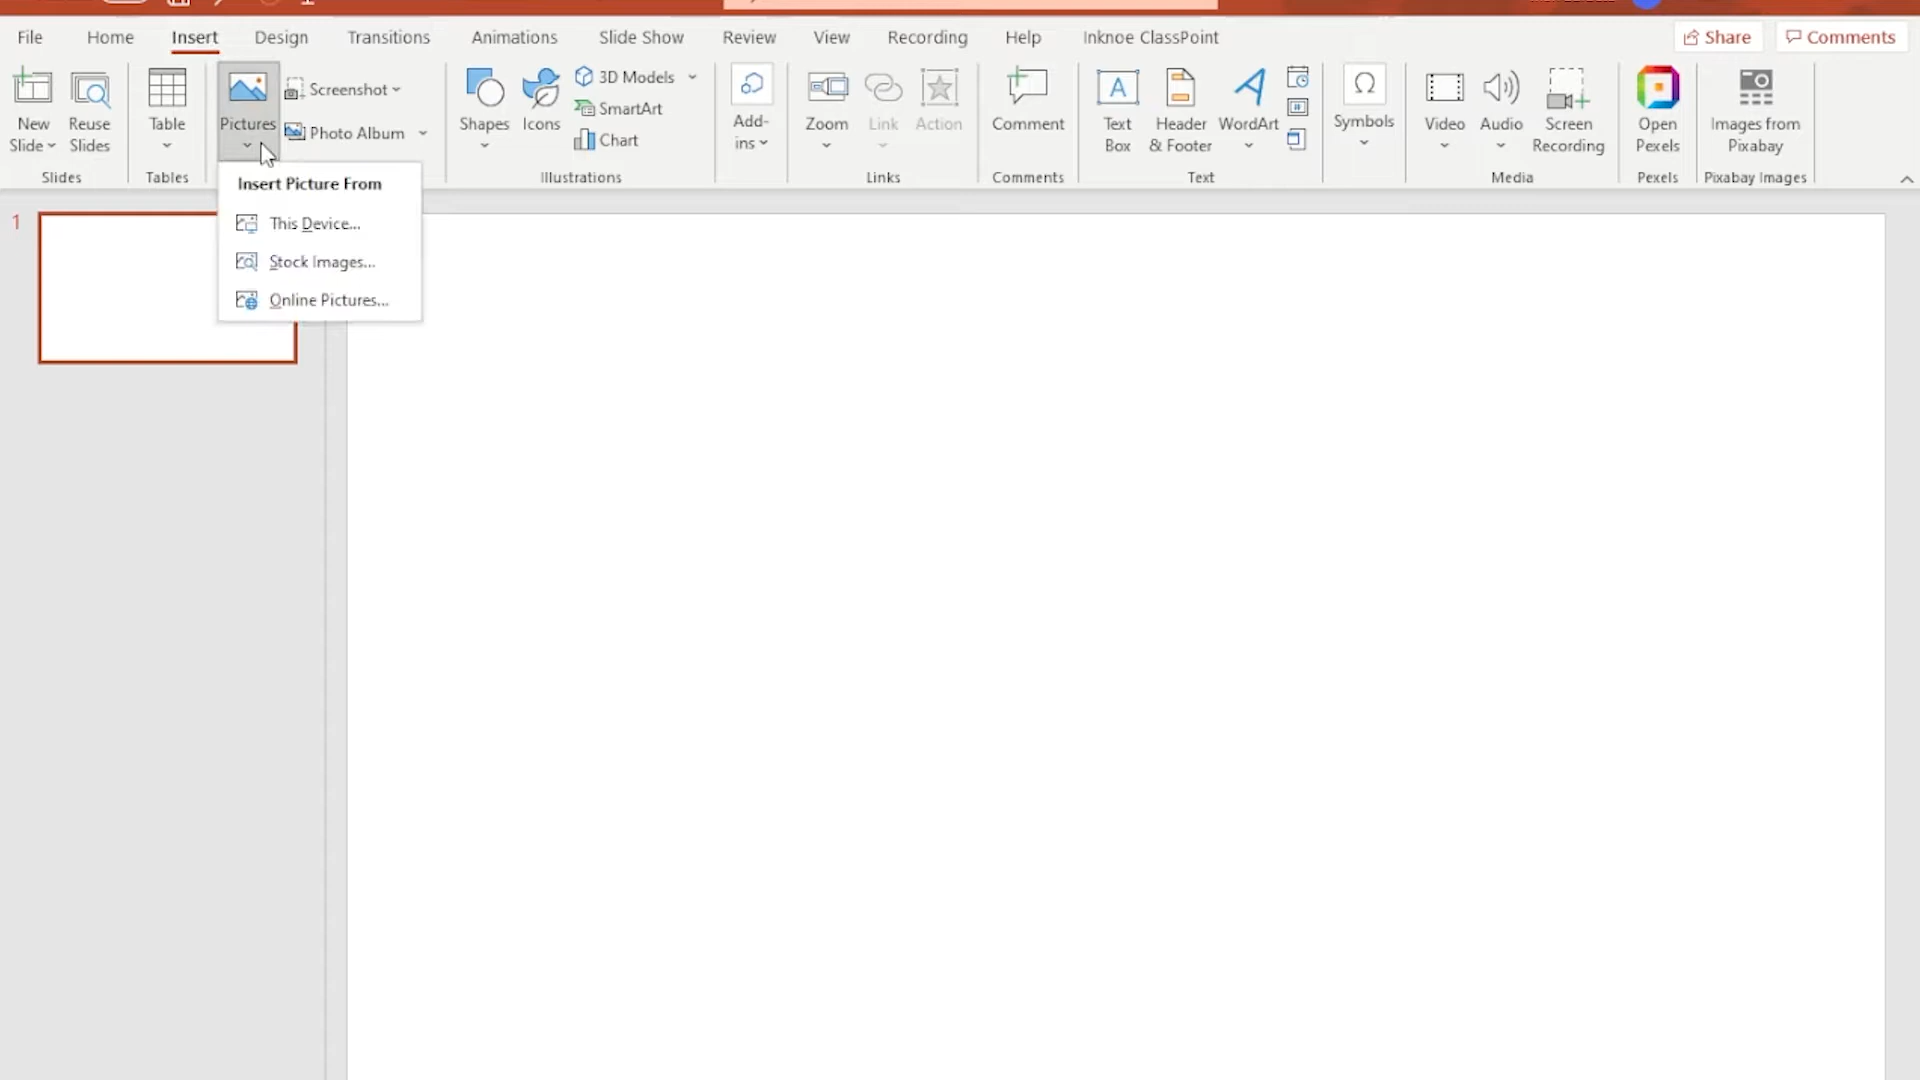 File Home Insert Design Transitions Animations Slide Show Review View Recording Help Inknoe ClassPoint Share Comments
New Slide
Reuse Slides
Table
Pictures
Screenshot
Photo Album
Shapes
Icons
3D Models
SmartArt
Chart
Add-ins
Zoom
Link
Action
Comment
A
Text Box
Header & Footer
WordArt
Ω
Symbols
Video
Audio
Screen Recording
Open Pexels
Images from Pixabay
Slides Tables Illustrations Links Comments Text Media Pexels Pixabay Images
Insert Picture From
This Device...
Stock Images...
Online Pictures...
1